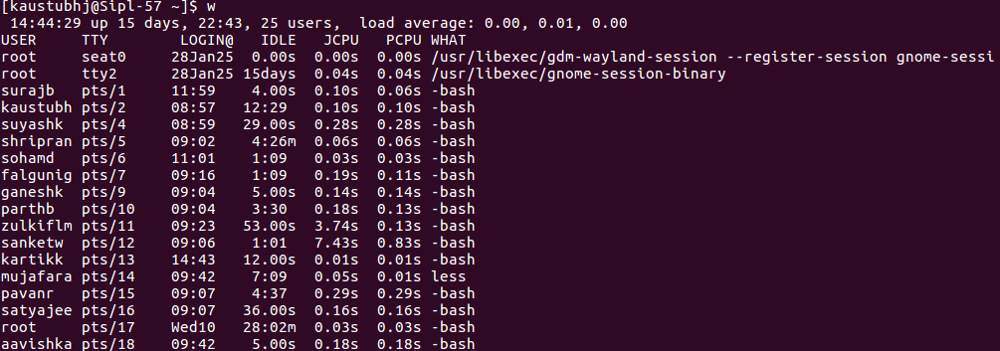 [kaustubhj@Sipl-57 ~]$ w
 14:44:29 up 15 days, 22:43, 25 users,  load average: 0.00, 0.01, 0.00
USER     TTY        LOGIN@   IDLE   JCPU   PCPU WHAT
root     seat0     28Jan25  0.00s  0.00s  0.00s /usr/libexec/gdm-wayland-session --register-session gnome-sessi
root     tty2      28Jan25 15days  0.04s  0.04s /usr/libexec/gnome-session-binary
surajb   pts/1     11:59    4.00s  0.10s  0.06s -bash
kaustubh pts/2     08:57   12:29   0.10s  0.10s -bash
suyashk  pts/4     08:59   29.00s  0.28s  0.28s -bash
shripran pts/5     09:02    4:26m  0.06s  0.06s -bash
sohamd   pts/6     11:01    1:09   0.03s  0.03s -bash
falgunig pts/7     09:16    1:09   0.19s  0.11s -bash
ganeshk  pts/9     09:04    5.00s  0.14s  0.14s -bash
parthb   pts/10    09:04    3:30   0.18s  0.13s -bash
zulkiflm pts/11    09:23   53.00s  3.74s  0.13s -bash
sanketw  pts/12    09:06    1:01   7.43s  0.83s -bash
kartikk  pts/13    14:43   12.00s  0.01s  0.01s -bash
mujafara pts/14    09:42    7:09   0.05s  0.01s less
pavanr   pts/15    09:07    4:37   0.29s  0.29s -bash
satyajee pts/16    09:07   36.00s  0.16s  0.16s -bash
root     pts/17    Wed10   28:02m  0.03s  0.03s -bash
aavishka pts/18    09:42    5.00s  0.18s  0.18s -bash